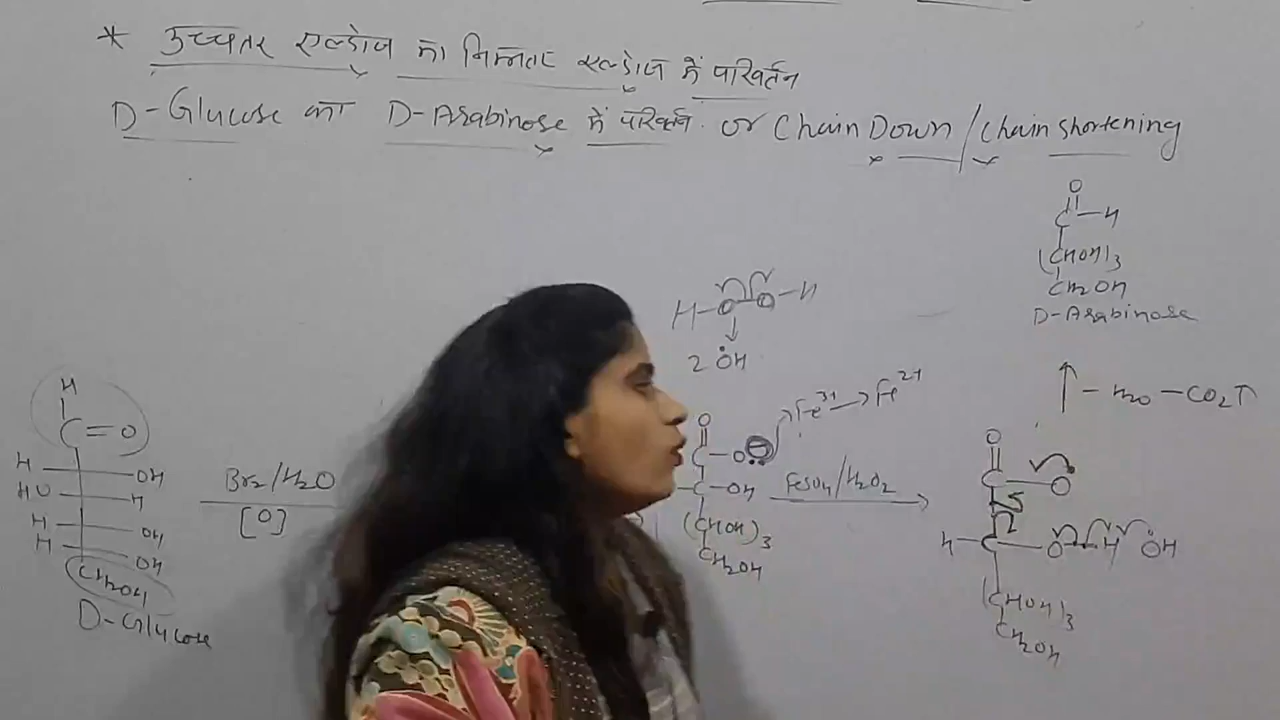 * उच्चतर एल्डोज का निम्नतर एल्डोज में परिवर्तन
D-Glucose का D-Arabinose में परिवर्तन or Chain Down/Chain shortening
O
C-H
(CHOH)3
CH2OH
D-Arabinose
H-O-O-H
2 OH
H
C=O
H OH
HO H
H OH
H OH
CH2OH
D-Glucose
Br2/H2O
[O]
O
C-O⊖
C-OH
(CHOH)3
CH2OH
Fe3+ → Fe2+
FeSO4/H2O2
O
C-O
H-C-O-H OH
(CHOH)3
CH2OH
- H2O - CO2↑